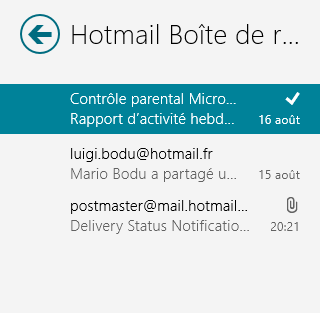 Hotmail Boîte de r...
Contrôle parental Micro...
Rapport d'activité hebd... 16 août
luigi.bodu@hotmail.fr
Mario Bodu a partagé u... 15 août
postmaster@mail.hotmail...
Delivery Status Notificatio... 20:21